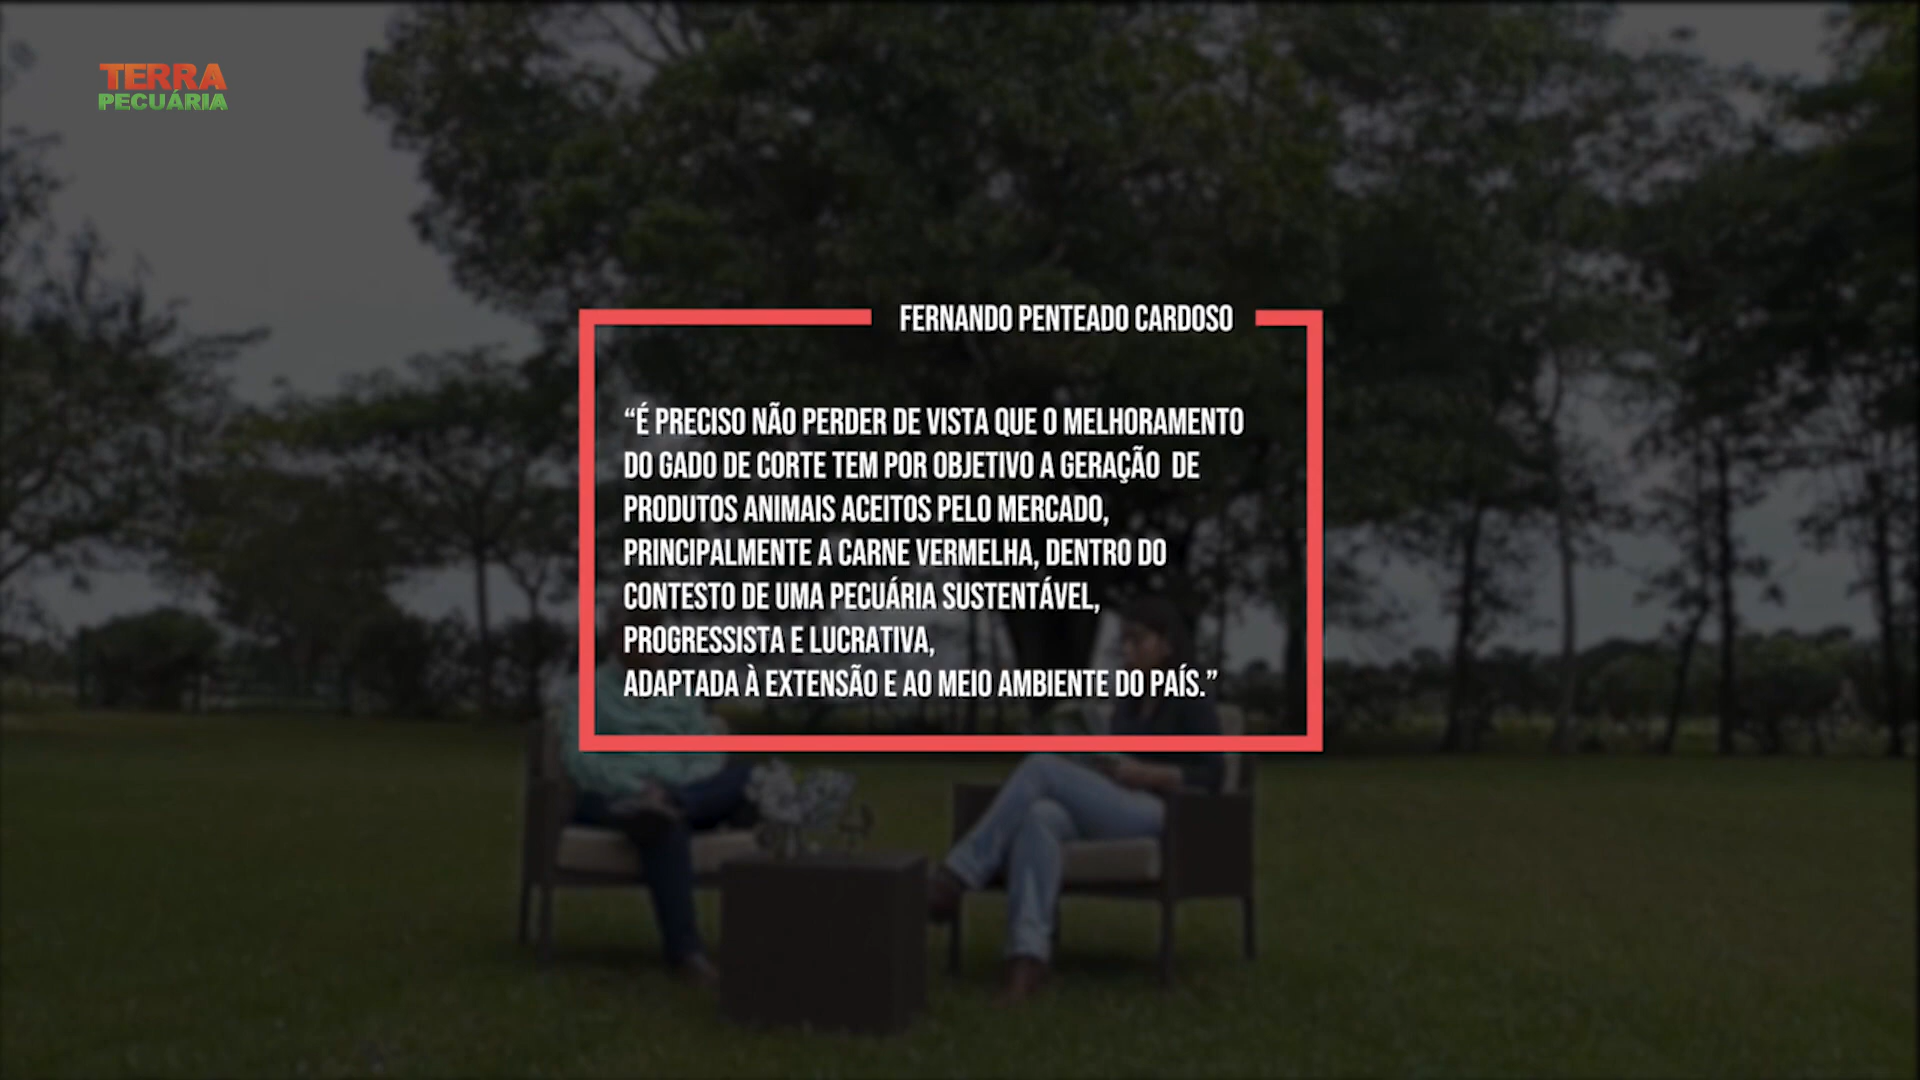 TERRA
PECUÁRIA
FERNANDO PENTEADO CARDOSO
“É PRECISO NÃO PERDER DE VISTA QUE O MELHORAMENTO
DO GADO DE CORTE TEM POR OBJETIVO A GERAÇÃO DE
PRODUTOS ANIMAIS ACEITOS PELO MERCADO,
PRINCIPALMENTE A CARNE VERMELHA, DENTRO DO
CONTESTO DE UMA PECUÁRIA SUSTENTÁVEL,
PROGRESSISTA E LUCRATIVA,
ADAPTADA À EXTENSÃO E AO MEIO AMBIENTE DO PAÍS.”